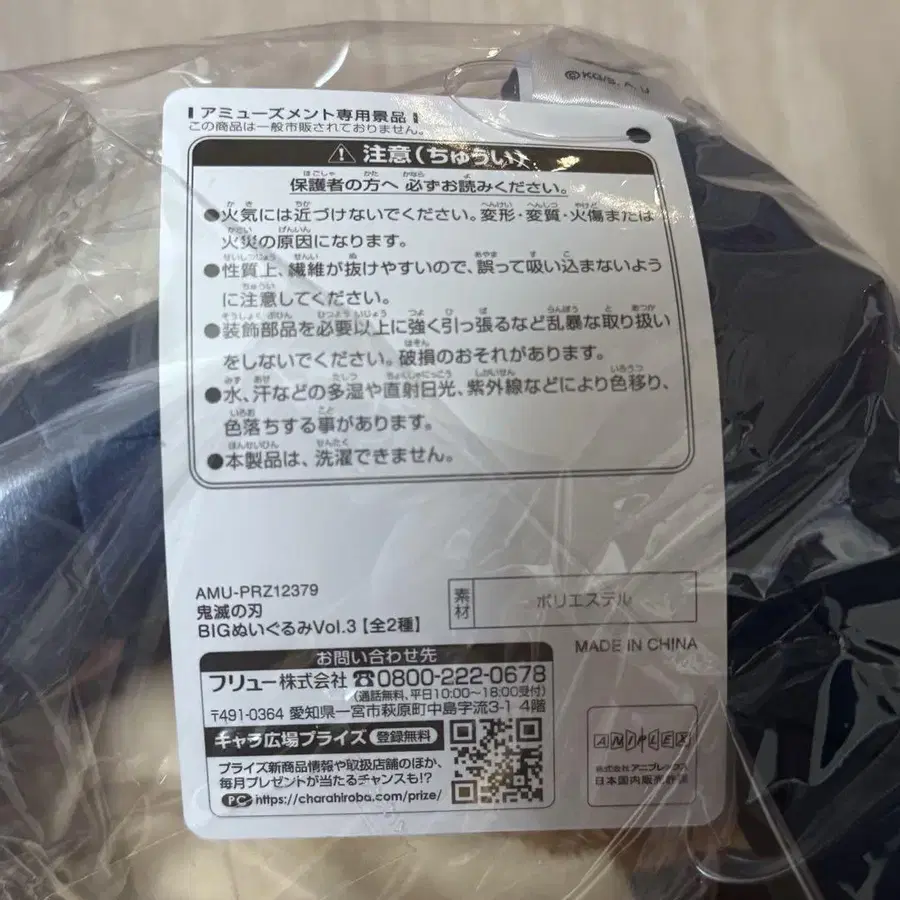 ©KG/S, A, U
アミューズメント専用景品
この商品は一般市販されておりません。
注意(ちゅうい)
保護者の方へ 必ずお読みください。
●火気には近づけないでください。変形・変質・火傷または
火災の原因になります。
●性質上、繊維が抜けやすいので、誤って吸い込まないよう
に注意してください。
●装飾部品を必要以上に強く引っ張るなど乱暴な取り扱い
をしないでください。破損のおそれがあります。
●水、汗などの多湿や直射日光、紫外線などにより色移り、
色落ちする事があります。
●本製品は、洗濯できません。
AMU-PRZ12379
鬼滅の刃
BIGぬいぐるみVol.3【全2種】
素材 ポリエステル
MADE IN CHINA
お問い合わせ先
フリュー株式会社 ☎0800-222-0678
(通話無料、平日10:00〜18:00受付)
〒491-0364 愛知県一宮市萩原町中島字流3-1 4階
キャラ広場プライズ 登録無料
プライズ新商品情報や取扱店舗のほか、
毎月プレゼントが当たるチャンスも!?
PC https://charahiroba.com/prize/
ANIPLEX
株式会社アニプレックス
日本国内販売許諾